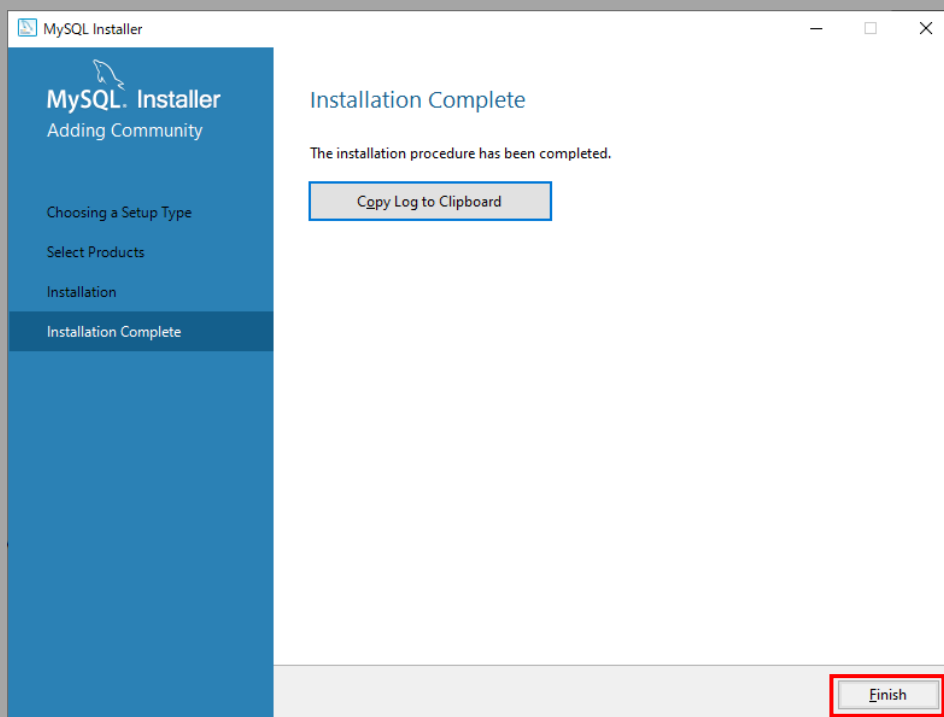 MySQL Installer
MySQL. Installer
Adding Community
Choosing a Setup Type
Select Products
Installation
Installation Complete
Installation Complete
The installation procedure has been completed.
Copy Log to Clipboard
Finish